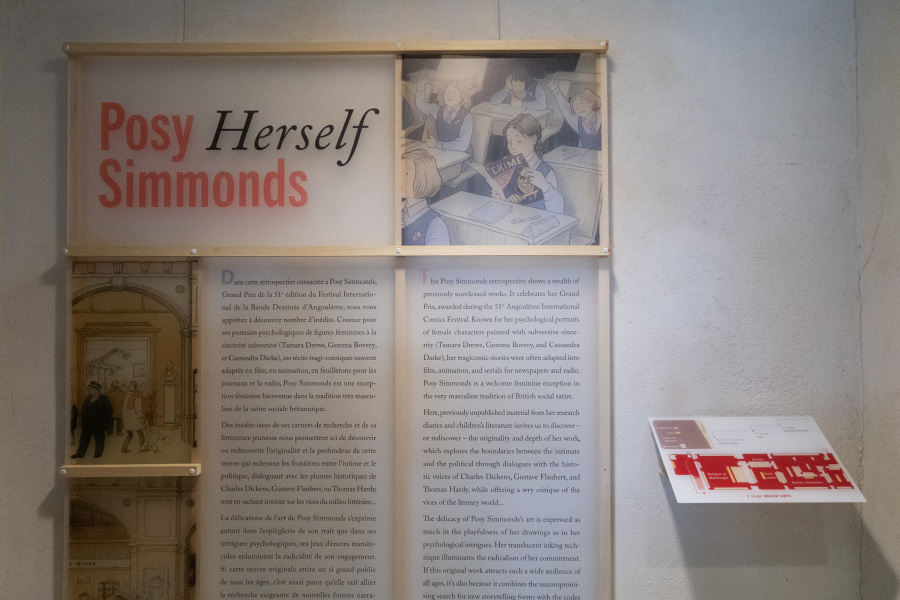 Posy Herself
Simmonds
CRIME
Dans cette rétrospective consacrée à Posy Simmonds,
Grand Prix de la 51e édition du Festival Internatio-
nal de la Bande Dessinée d'Angoulême, vous vous
apprêtez à découvrir nombre d'inédits. Connue pour
ses portraits psychologiques de figures féminines à la
sincérité subversive (Tamara Drewe, Gemma Bovery,
et Cassandra Darke), ses récits tragi-comiques souvent
adaptés en film, en animation, en feuilletons pour les
journaux et la radio, Posy Simmonds est une excep-
tion féminine bienvenue dans la tradition très mascu-
line de la satire sociale britannique.
Des inédits issus de ses carnets de recherche et de sa
littérature jeunesse nous permettent ici de découvrir
ou redécouvrir l'originalité et la profondeur de cette
œuvre qui redessine les frontières entre l'intime et le
politique, dialoguant avec les plumes historiques de
Charles Dickens, Gustave Flaubert, ou Thomas Hardy,
tout en sachant ironiser sur les vices du milieu littéraire...
La délicatesse de l'art de Posy Simmonds s'exprime
autant dans l'espièglerie de son trait que dans ses
intrigues psychologiques, ses jeux d'encres translu-
cides enluminent la radicalité de son engagement.
Si cette œuvre originale attire un si grand public
de tous les âges, c'est aussi parce qu'elle sait allier
la recherche exigeante de nouvelles formes narra-
This Posy Simmonds retrospective shows a wealth of
previously unreleased works. It celebrates her Grand
Prix, awarded during the 51st Angoulême International
Comics Festival. Known for her psychological portraits
of female characters painted with subversive since-
rity (Tamara Drewe, Gemma Bovery, and Cassandra
Darke), her tragiconic stories were often adapted into
film, animation, and serials for newspapers and radio.
Posy Simmonds is a welcome feminine exception in
the very masculine tradition of British social satire.
Here, previously unpublished material from her research
diaries and children's literature invites us to discover –
or rediscover – the originality and depth of her work,
which explores the boundaries between the intimate
and the political through dialogues with the histo-
ric voices of Charles Dickens, Gustave Flaubert, and
Thomas Hardy, while offering a wry critique of the
vices of the literary world...
The delicacy of Posy Simmonds's art is expressed as
much in the playfulness of her drawings as in her
psychological intrigues. Her translucent inking tech-
nique illuminates the radicalism of her commitment.
If this original work attracts such a wide audience of
all ages, it's also because it combines the uncompromi-
sing search for new storytelling forms with the codes
BEAUX-ARTS